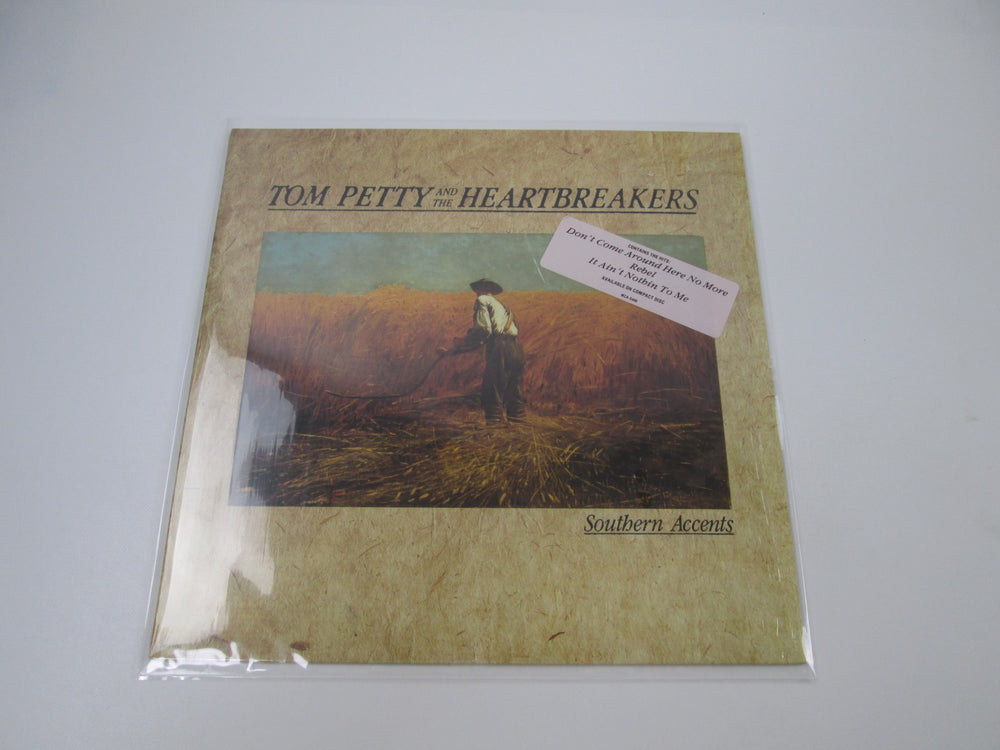 TOM PETTY AND THE HEARTBREAKERS
CONTAINS THE HITS:
Don't Come Around Here No More
Rebel
It Ain't Nothin To Me
AVAILABLE ON COMPACT DISC
Southern Accents